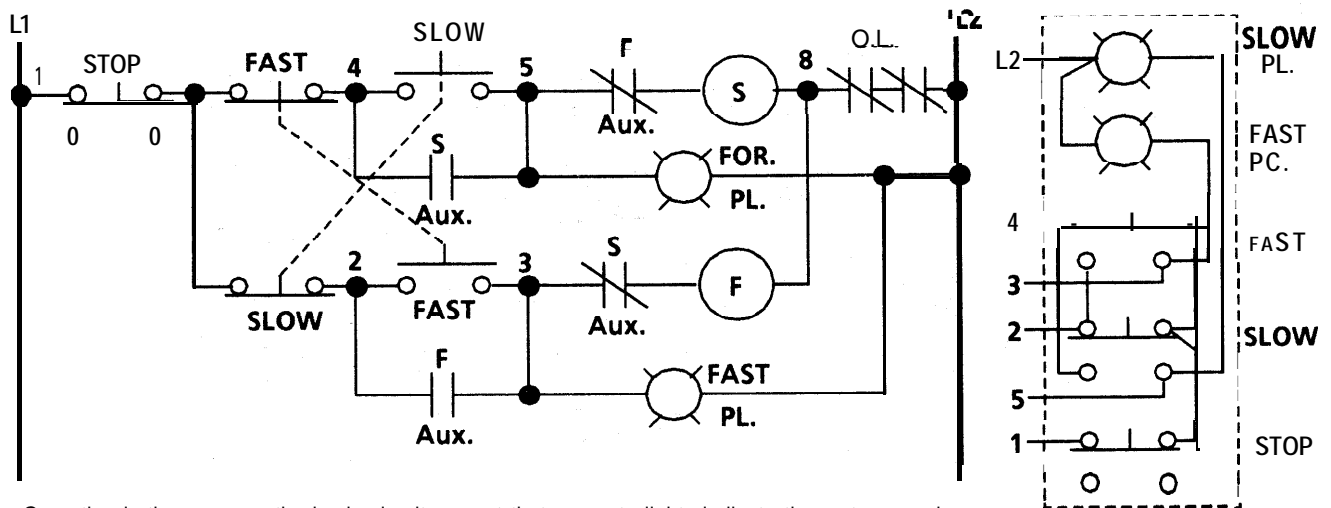 L1
SLOW
L2
F
O.L.
STOP
FAST
4
5
8
1
S
0
0
Aux.
S
FOR.
PL.
Aux.
2
3
S
F
SLOW
FAST
Aux.
F
FAST
PL.
Aux.
L2
SLOW
PL.
FAST
PC.
4
FAST
3
2
SLOW
5
1
STOP